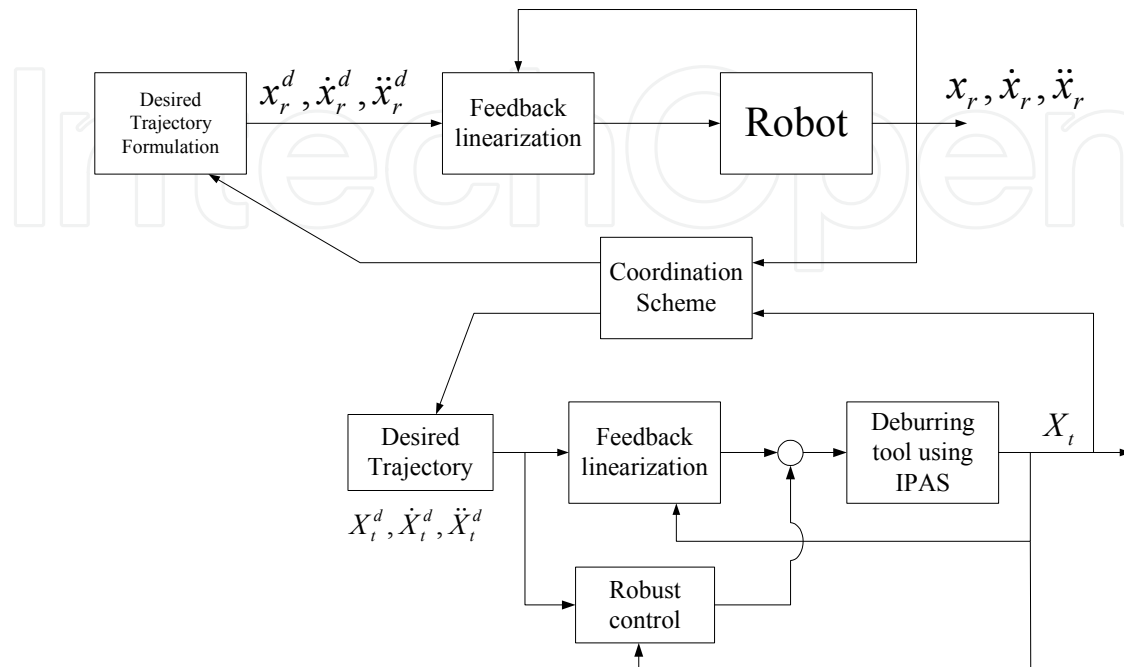 IntechOpen
Desired
Trajectory
Formulation
x_r^d, ẋ_r^d, ẍ_r^d
Feedback
linearization
Robot
x_r, ẋ_r, ẍ_r
Coordination
Scheme
Desired
Trajectory
X_t^d, Ẋ_t^d, Ẍ_t^d
Feedback
linearization
Deburring
tool using
IPAS
X_t
Robust
control